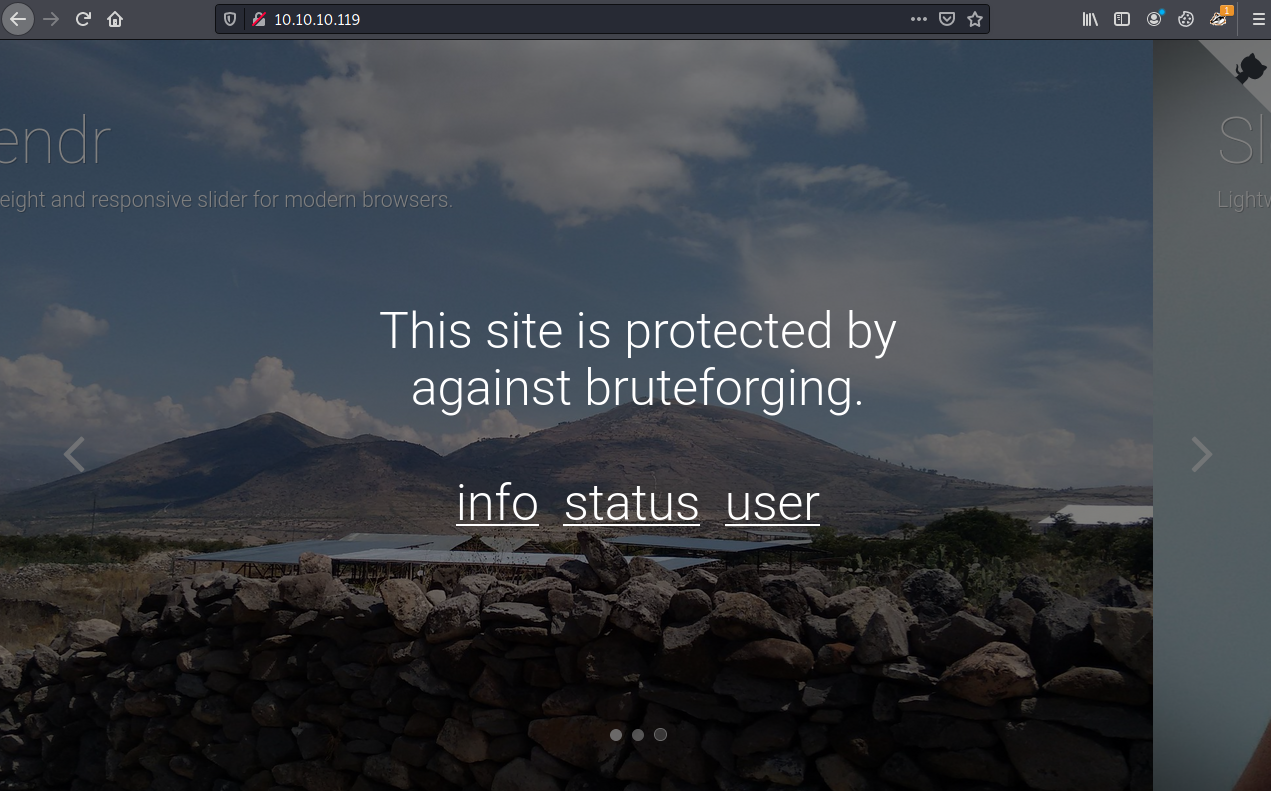 10.10.10.119
1
endr
Sl
eight and responsive slider for modern browsers.
Lightw
This site is protected by
against bruteforging.
info status user